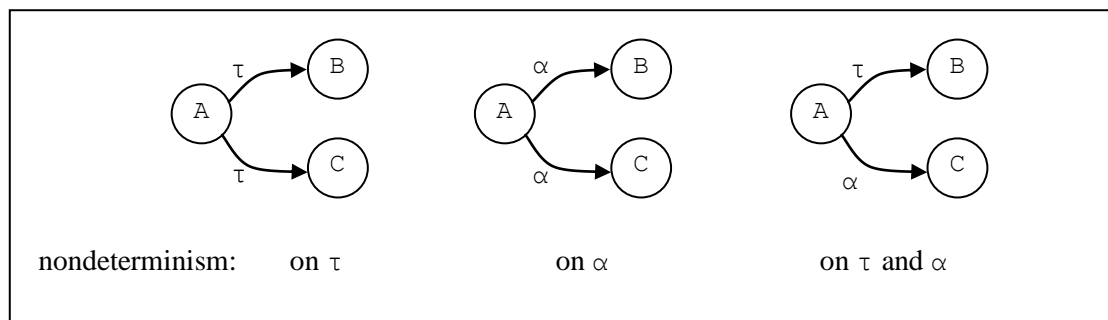 τ B α B τ B
A A A
τ C α C α C
nondeterminism: on τ on α on τ and α